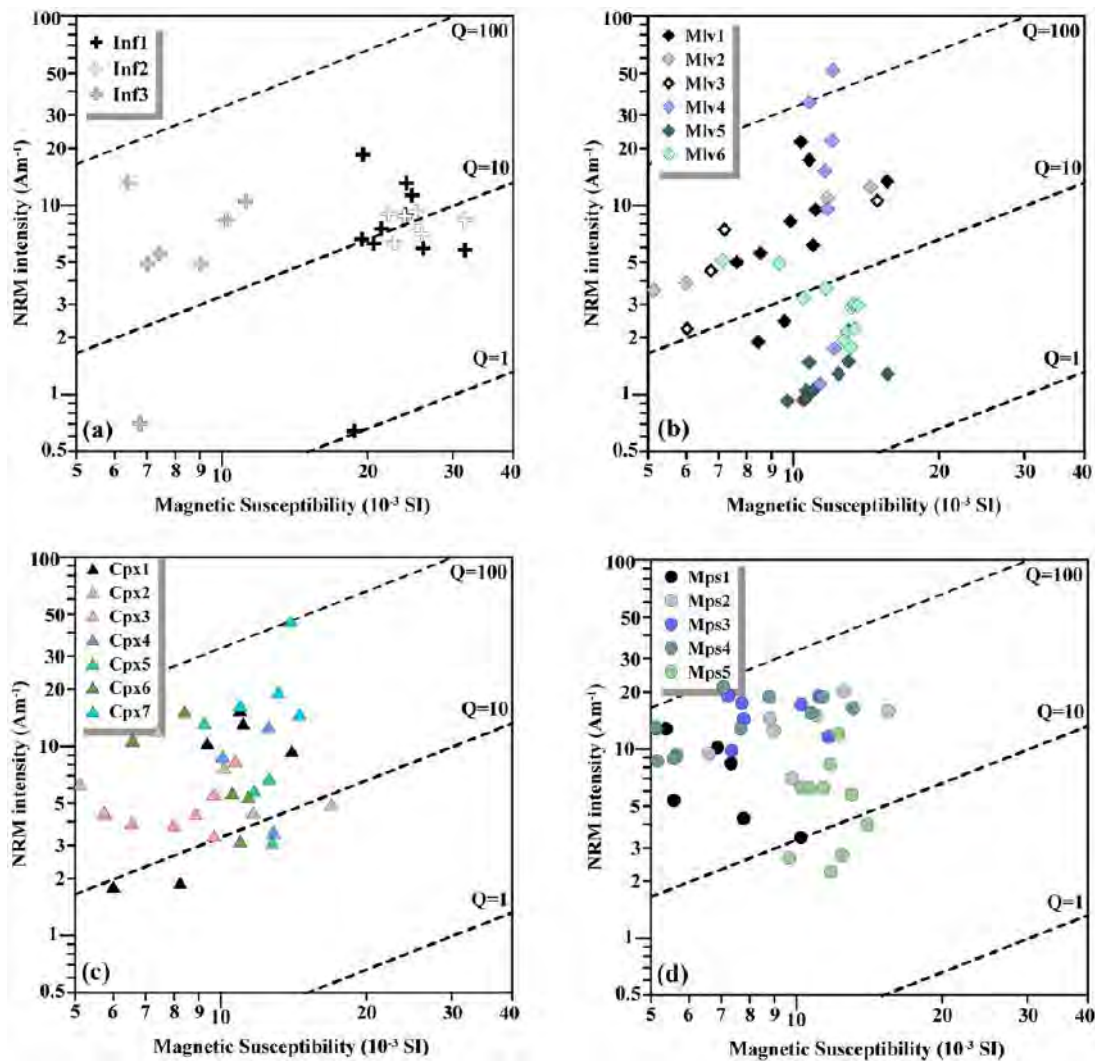 100
50
30
20
10
5
3
2
1
0.5
NRM intensity (Am-1)
Inf1
Inf2
Inf3
Q=100
Q=10
Q=1
(a)
5 7 8 9 10 20 30 40
Magnetic Susceptibility (10-3 SI)
100
50
30
20
10
5
3
2
1
0.5
NRM intensity (Am-1)
Mlv1
Mlv2
Mlv3
Mlv4
Mlv5
Mlv6
Q=100
Q=10
Q=1
(b)
5 6 7 8 9 10 20 30 40
Magnetic Susceptibility (10-3 SI)
100
50
30
20
10
5
3
2
1
0.5
NRM intensity (Am-1)
Cpx1
Cpx2
Cpx3
Cpx4
Cpx5
Cpx6
Cpx7
Q=100
Q=10
Q=1
(c)
5 6 7 8 9 10 20 30 40
Magnetic Susceptibility (10-3 SI)
100
50
30
20
10
5
3
2
1
0.5
NRM intensity (Am-1)
Mps1
Mps2
Mps3
Mps4
Mps5
Q=100
Q=10
Q=1
(d)
5 6 7 8 9 10 20 30 40
Magnetic Susceptibility (10-3 SI)